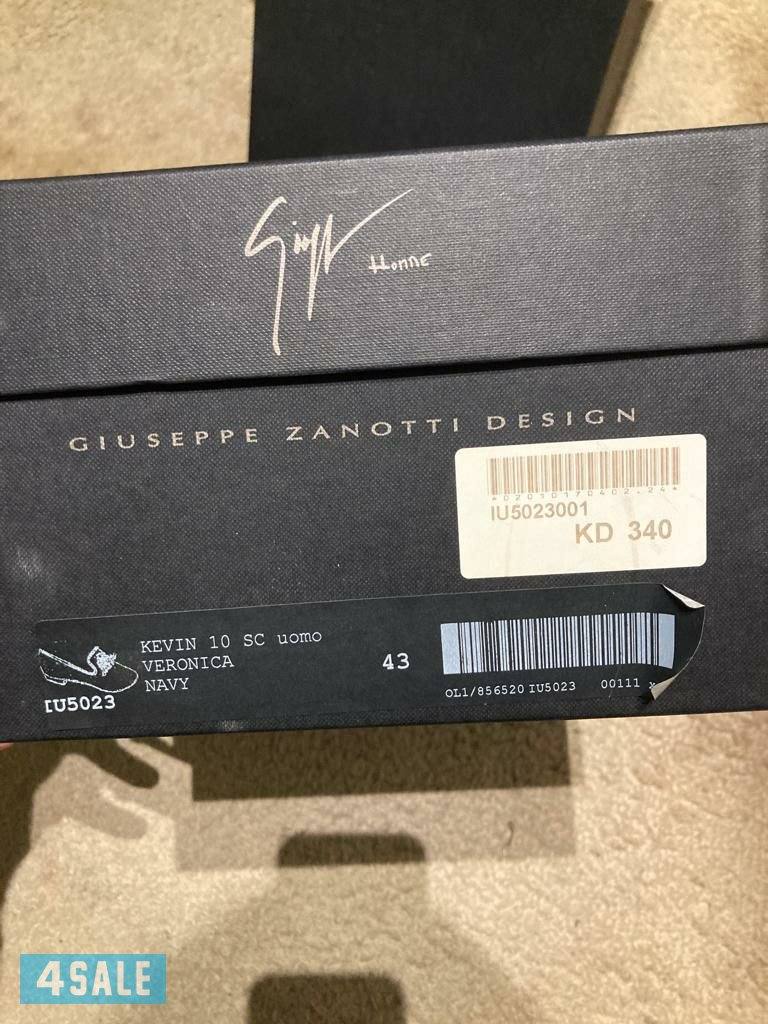 Giuseppe Homme
GIUSEPPE ZANOTTI DESIGN
IU5023001
KD 340
KEVIN 10 SC uomo
VERONICA
NAVY
43
IU5023
OL1/856520 IU5023 00111
4SALE